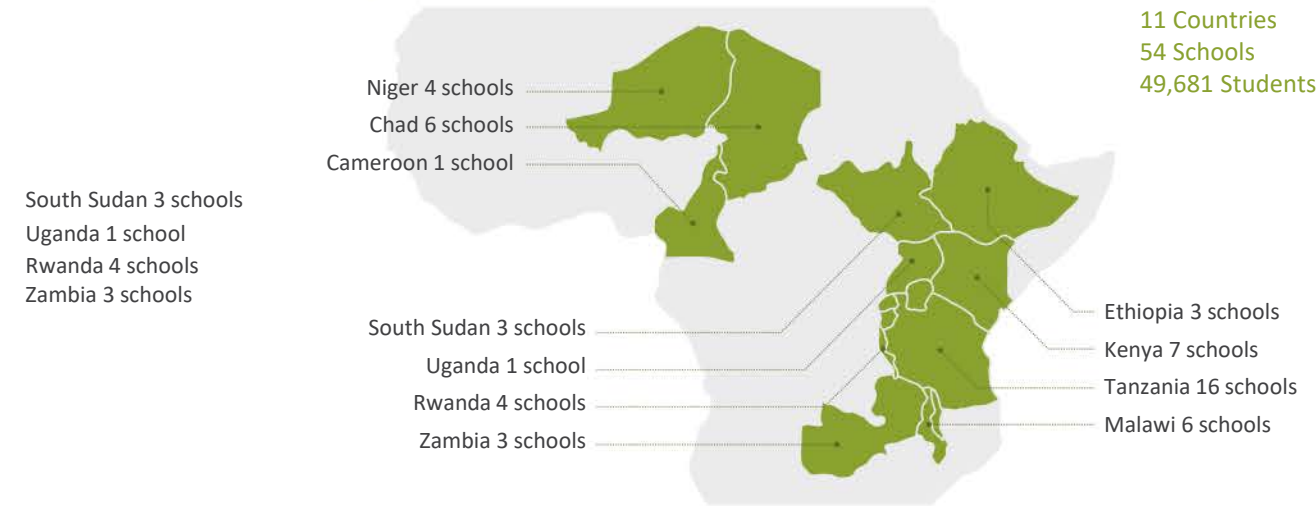 11 Countries
54 Schools
49,681 Students
Niger 4 schools
Chad 6 schools
Cameroon 1 school
South Sudan 3 schools
Uganda 1 school
Rwanda 4 schools
Zambia 3 schools
South Sudan 3 schools
Uganda 1 school
Rwanda 4 schools
Zambia 3 schools
Ethiopia 3 schools
Kenya 7 schools
Tanzania 16 schools
Malawi 6 schools